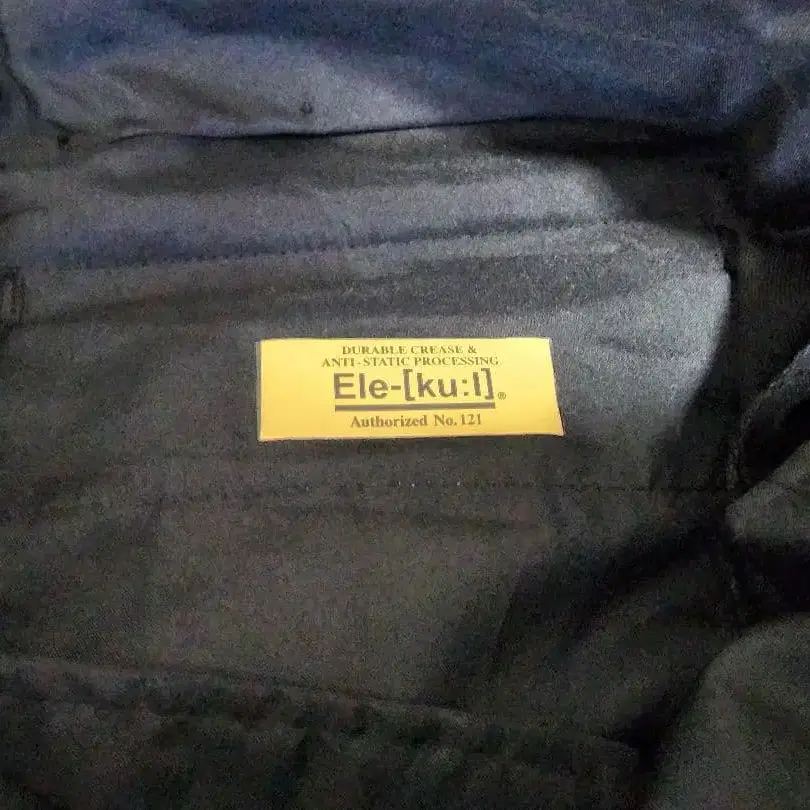 DURABLE CREASE &
ANTI-STATIC PROCESSING
Ele-[ku:l]®
Authorized No. 121